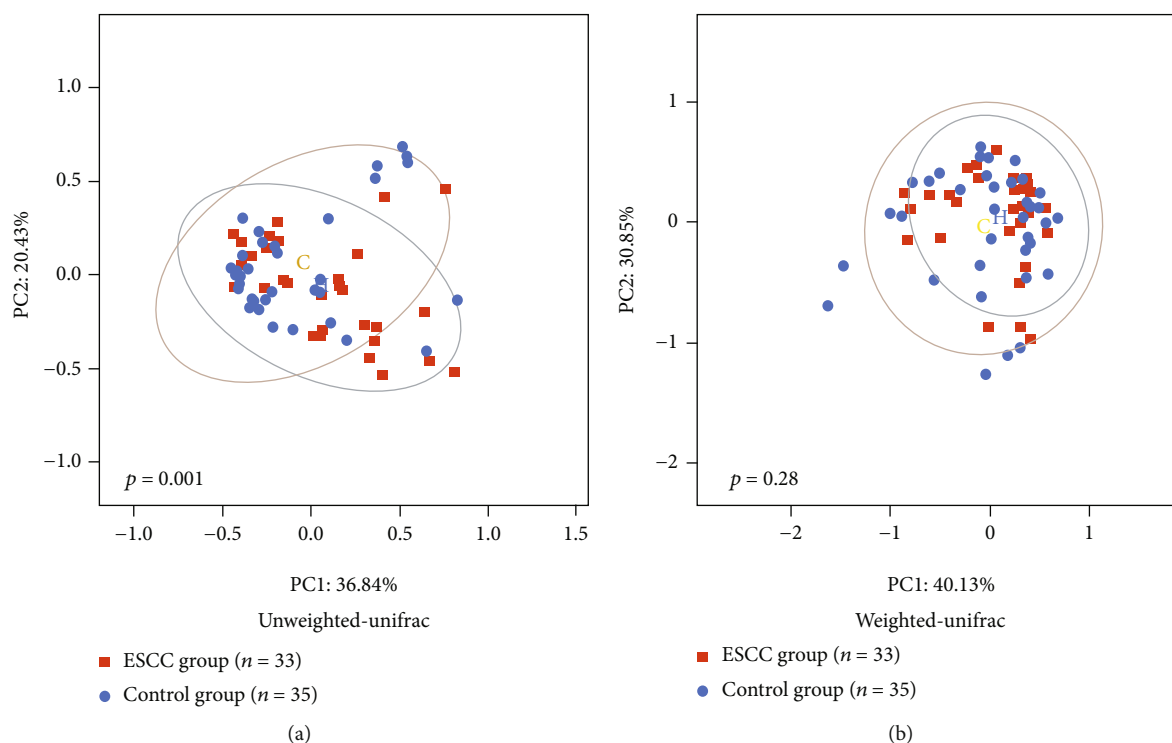 1.0
0.5
0.0
−0.5
−1.0
PC2: 20.43%
C
H
p = 0.001
−1.0 −0.5 0.0 0.5 1.0 1.5
PC1: 36.84%
Unweighted-unifrac
ESCC group (n = 33)
Control group (n = 35)
(a)
1
0
−1
−2
PC2: 30.85%
H
C
p = 0.28
−2 −1 0 1
PC1: 40.13%
Weighted-unifrac
ESCC group (n = 33)
Control group (n = 35)
(b)